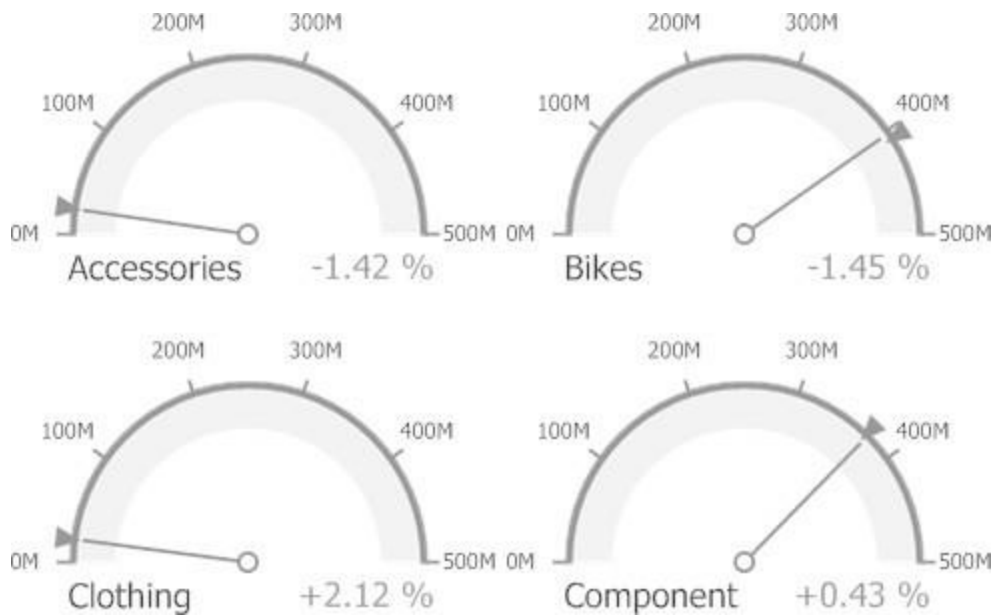 200M 300M
100M 400M
0M 500M
Accessories -1.42 %
200M 300M
100M 400M
0M 500M
Bikes -1.45 %
200M 300M
100M 400M
0M 500M
Clothing +2.12 %
200M 300M
100M 400M
0M 500M
Component +0.43 %